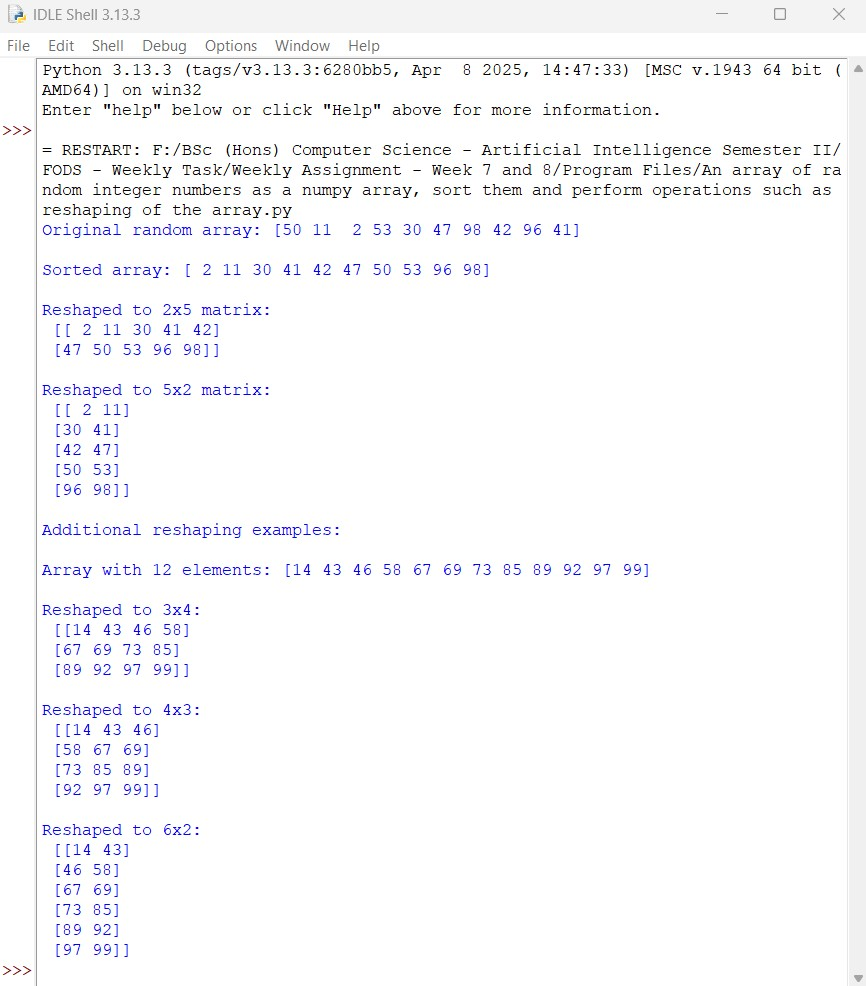 IDLE Shell 3.13.3
File Edit Shell Debug Options Window Help
Python 3.13.3 (tags/v3.13.3:6280bb5, Apr  8 2025, 14:47:33) [MSC v.1943 64 bit (
AMD64)] on win32
Enter "help" below or click "Help" above for more information.
>>>
= RESTART: F:/BSc (Hons) Computer Science - Artificial Intelligence Semester II/
FODS - Weekly Task/Weekly Assignment - Week 7 and 8/Program Files/An array of ra
ndom integer numbers as a numpy array, sort them and perform operations such as
reshaping of the array.py
Original random array: [50 11  2 53 30 47 98 42 96 41]
Sorted array: [ 2 11 30 41 42 47 50 53 96 98]
Reshaped to 2x5 matrix:
[[ 2 11 30 41 42]
[47 50 53 96 98]]
Reshaped to 5x2 matrix:
[[ 2 11]
[30 41]
[42 47]
[50 53]
[96 98]]
Additional reshaping examples:
Array with 12 elements: [14 43 46 58 67 69 73 85 89 92 97 99]
Reshaped to 3x4:
[[14 43 46 58]
[67 69 73 85]
[89 92 97 99]]
Reshaped to 4x3:
[[14 43 46]
[58 67 69]
[73 85 89]
[92 97 99]]
Reshaped to 6x2:
[[14 43]
[46 58]
[67 69]
[73 85]
[89 92]
[97 99]]
>>>